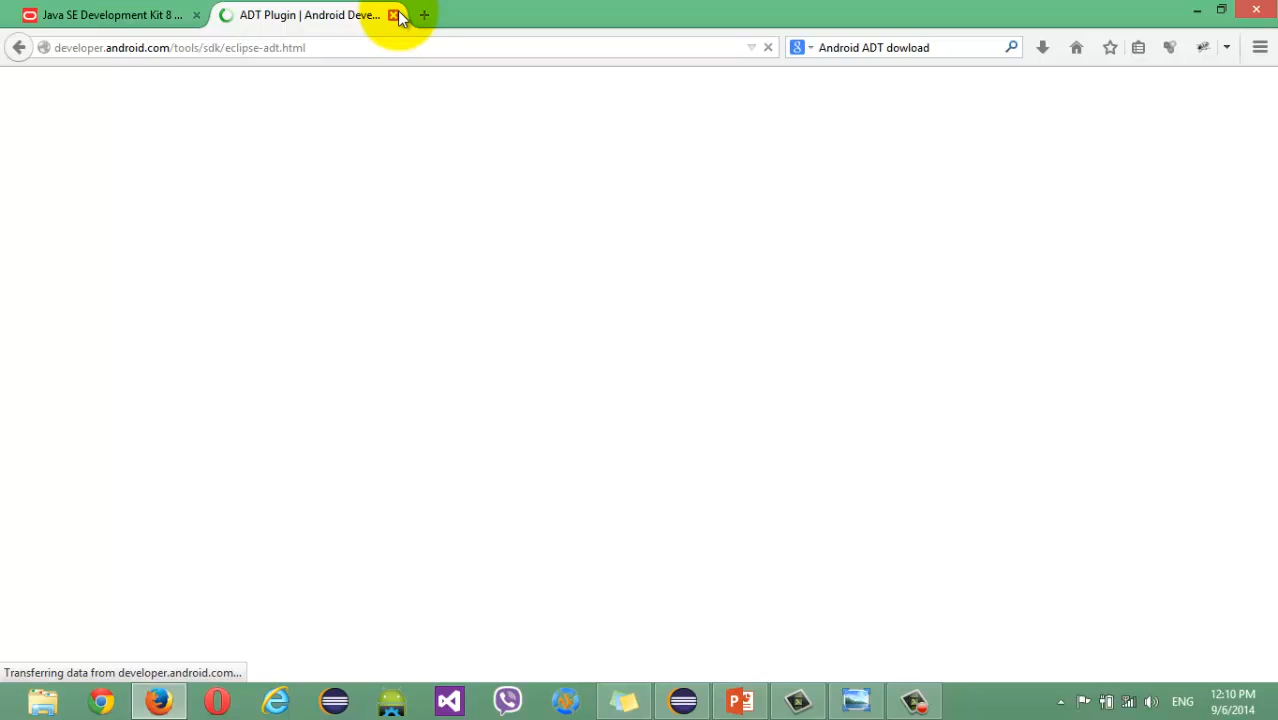 Java SE Development Kit 8 ...
ADT Plugin | Android Deve...
developer.android.com/tools/sdk/eclipse-adt.html
Android ADT dowload
Transferring data from developer.android.com...
ENG
12:10 PM
9/6/2014